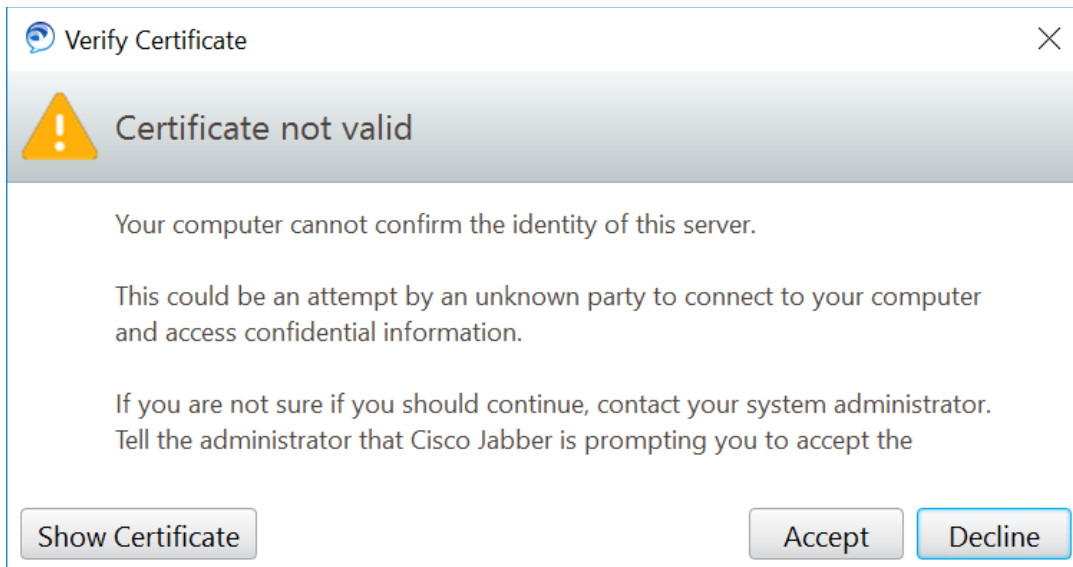 Verify Certificate
Certificate not valid
Your computer cannot confirm the identity of this server.
This could be an attempt by an unknown party to connect to your computer
and access confidential information.
If you are not sure if you should continue, contact your system administrator.
Tell the administrator that Cisco Jabber is prompting you to accept the
Show Certificate
Accept
Decline